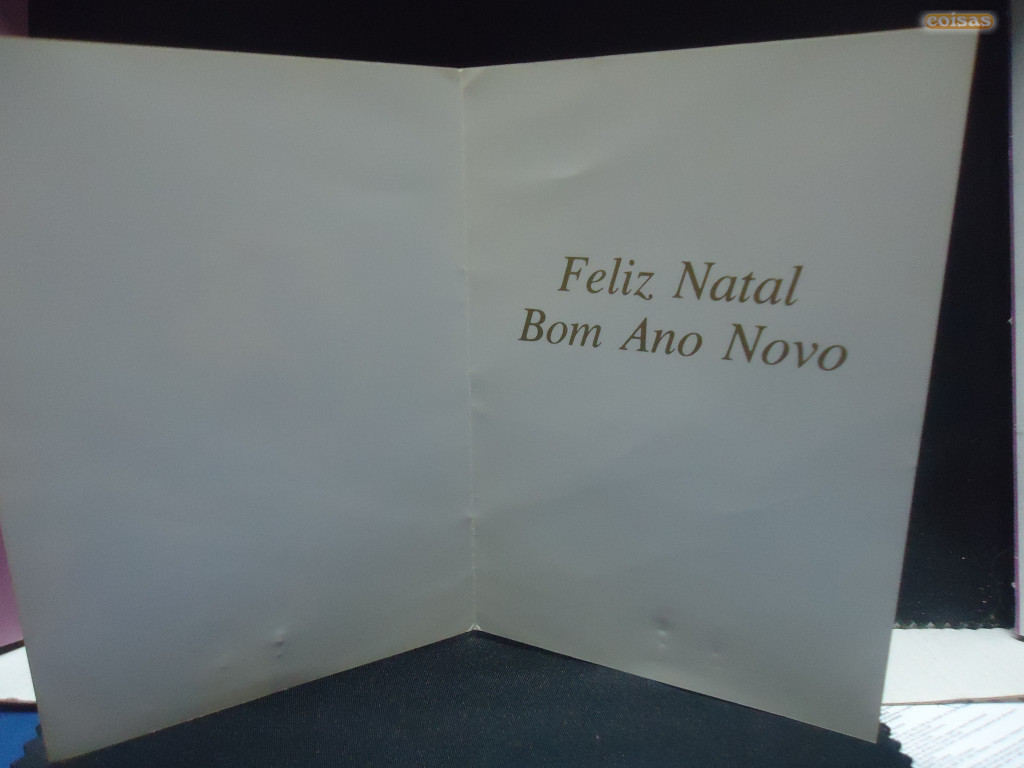 coisas
Feliz Natal
Bom Ano Novo